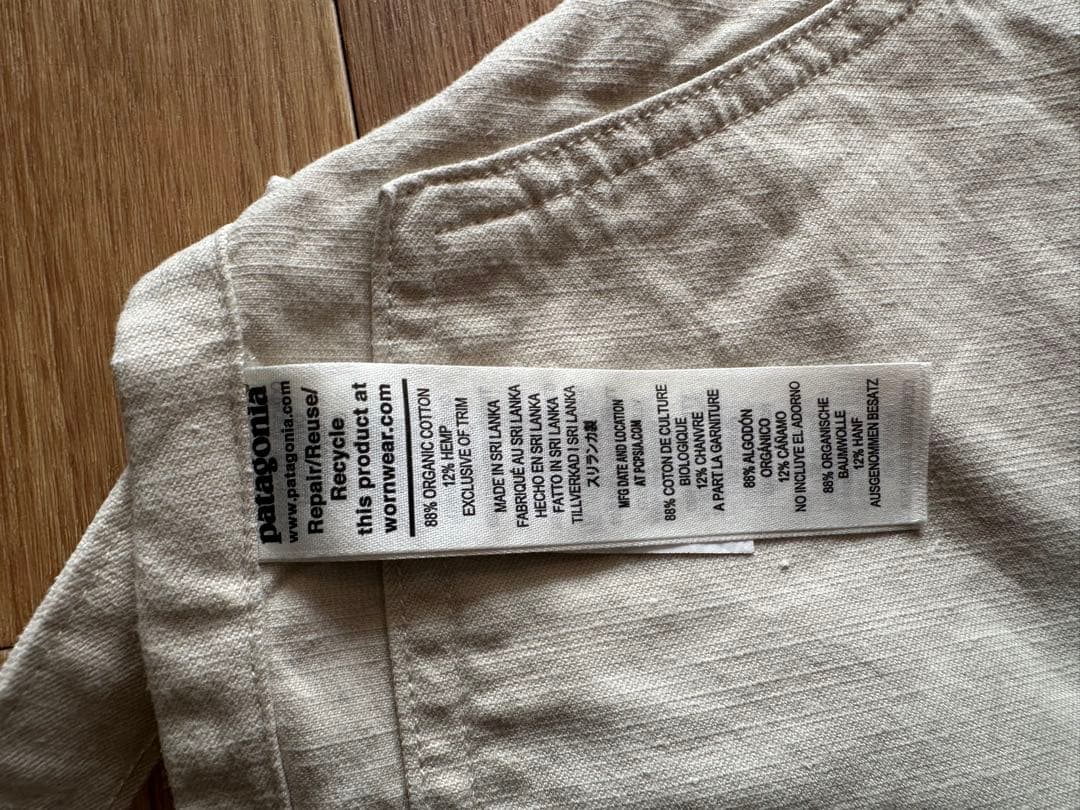 patagonia
www.patagonia.com
Repair/Reuse/
Recycle
this product at
wornwear.com
88% ORGANIC COTTON
12% HEMP
EXCLUSIVE OF TRIM
MADE IN SRI LANKA
FABRIQUÉ AU SRI LANKA
HECHO EN SRI LANKA
FATTO IN SRI LANKA
TILLVERKAD I SRI LANKA
スリランカ製
MFG DATE AND LOCATION
AT PCPSIA.COM
88% COTON DE CULTURE
BIOLOGIQUE
12% CHANVRE
A PART LA GARNITURE
88% ALGODÓN
ORGÁNICO
12% CÁÑAMO
NO INCLUYE EL ADORNO
88% ORGANISCHE
BAUMWOLLE
12% HANF
AUSGENOMMEN BESATZ